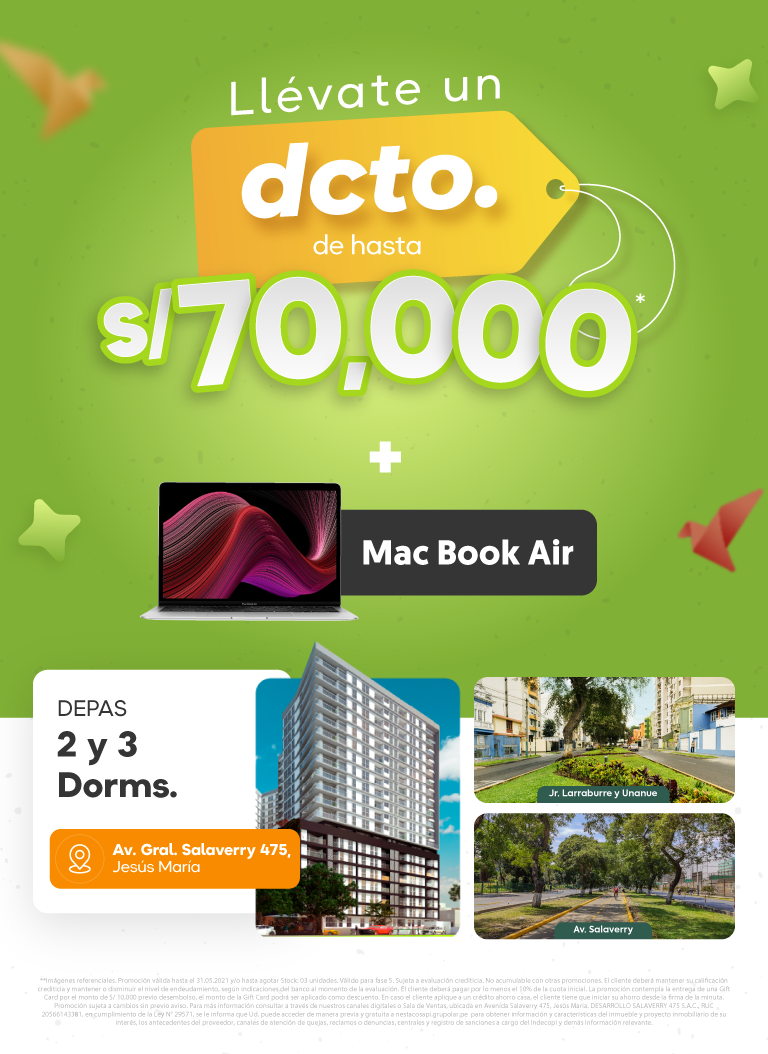 Llévate un
dcto.
de hasta
s/70,000*
+
Mac Book Air
DEPAS
2 y 3
Dorms.
Av. Gral. Salaverry 475,
Jesús María
Jr. Larraburre y Unanue
Av. Salaverry
**Imágenes referenciales. Promoción válida hasta el 31.05.2021 y/o hasta agotar Stock: 03 unidades.Válido para fase 5. Sujeta a evaluación crediticia. No acumulable con otras promociones. El cliente deberá mantener su calificación
crediticia y mantener o disminuir el nivel de endeudamiento, según indicaciones del banco al momento de la evaluación. El cliente deberá pagar por lo menos el 10% de la cuota inicial. La promoción contempla la entrega de una Gift
Card por el monto de S/ 10,000 previo desembolso, el monto de la Gift Card podrá ser aplicado como descuento. En caso el cliente aplique a un crédito ahorro casa, el cliente tiene que iniciar su ahorro desde la firma de la minuta.
Promoción sujeta a cambios sin previo aviso. Para más información consultar a través de nuestros canales digitales o Sala de Ventas, ubicada en Avenida Salaverry 475, Jesús María. DESARROLLO SALAVERRY 475 S.A.C., RUC
20566143381, en cumplimiento de la Ley N° 29571, se le informa que Ud. puede acceder de manera previa y gratuita a nestacosapi.grupolar.pe para obtener información y características del inmueble y proyecto inmobiliario de su
interés, los antecedentes del proveedor, canales de atención de quejas, reclamos o denuncias, centrales y registro de sanciones a cargo del Indecopi y demás información relevante.